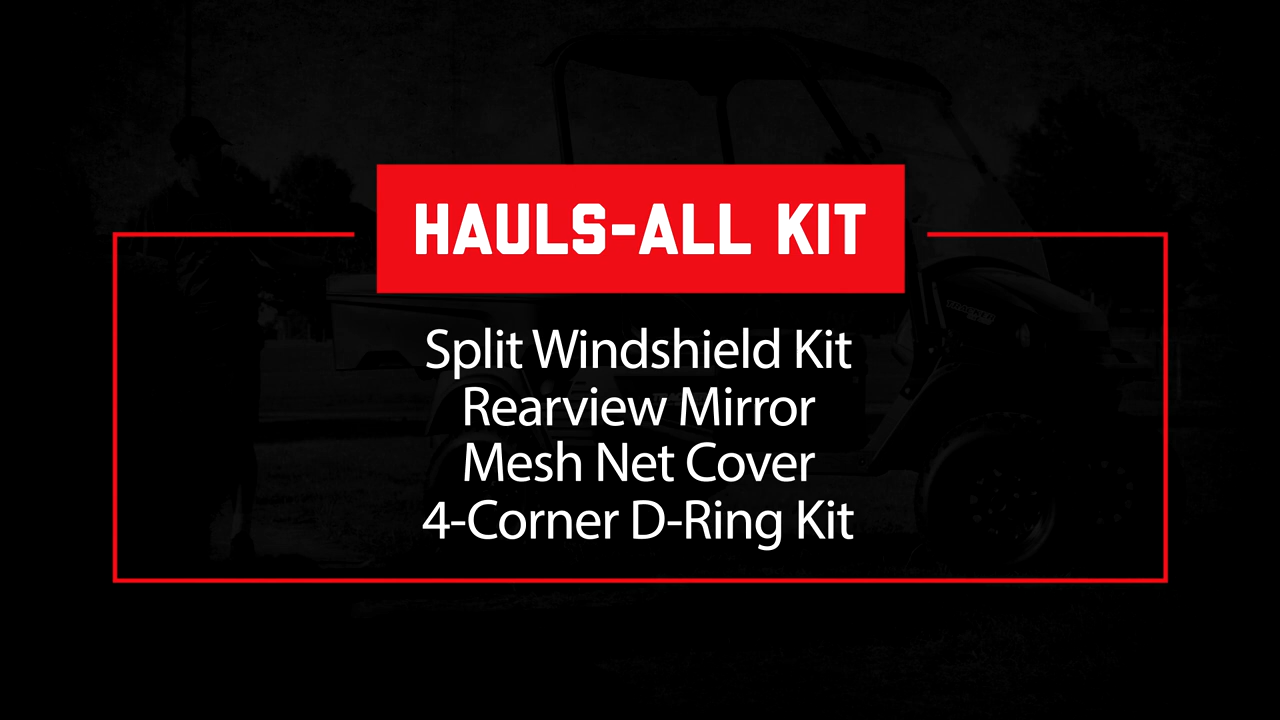 HAULS-ALL KIT
Split Windshield Kit
Rearview Mirror
Mesh Net Cover
4-Corner D-Ring Kit